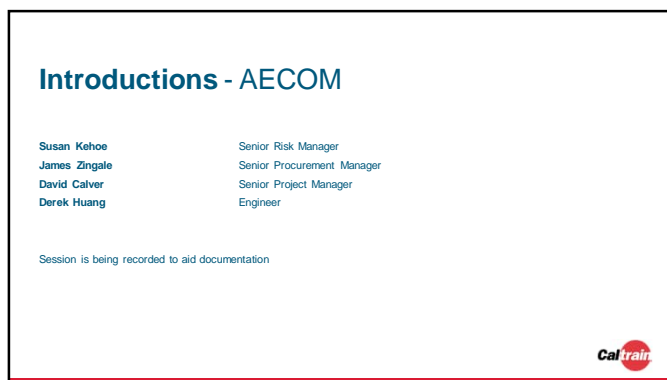 Introductions - AECOM
Susan Kehoe Senior Risk Manager
James Zingale Senior Procurement Manager
David Calver Senior Project Manager
Derek Huang Engineer
Session is being recorded to aid documentation
Caltrain